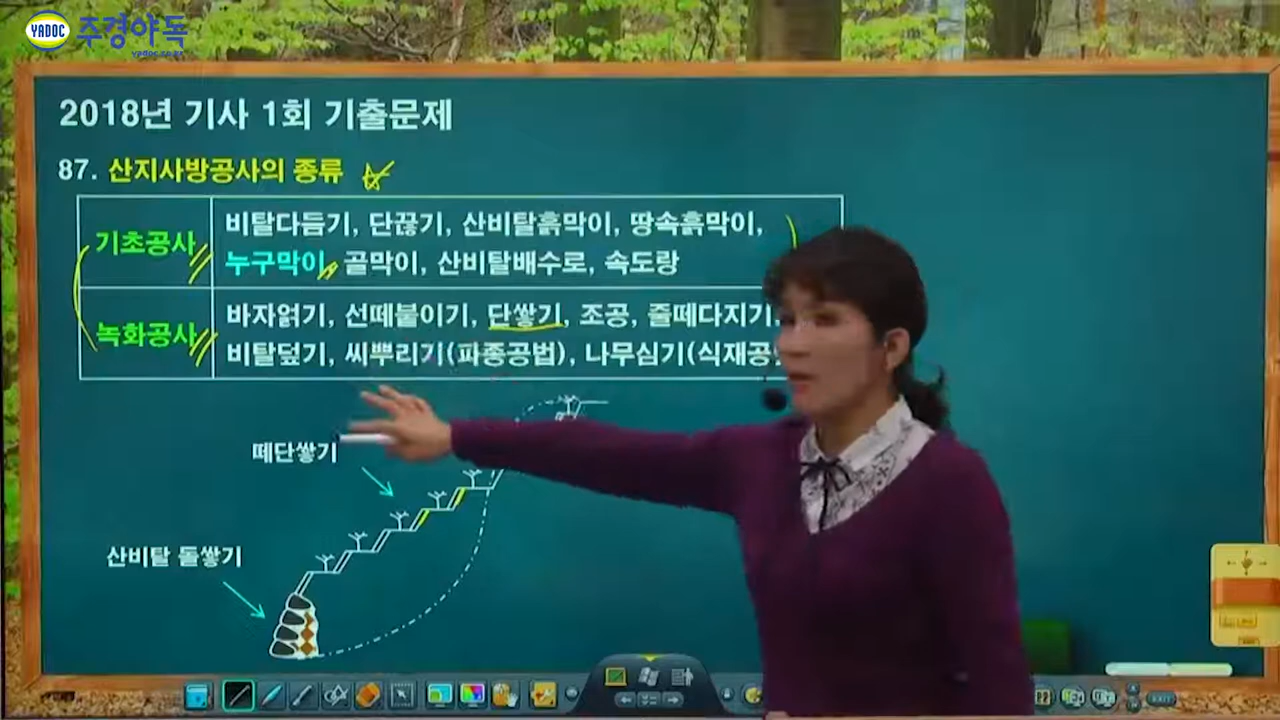 YADOC 주경야독
yadoc.co.kr
2018년 기사 1회 기출문제
87. 산지사방공사의 종류
기초공사
비탈다듬기, 단끊기, 산비탈흙막이, 땅속흙막이,
누구막이, 골막이, 산비탈배수로, 속도랑
녹화공사
바자얽기, 선떼붙이기, 단쌓기, 조공, 줄떼다지기,
비탈덮기, 씨뿌리기(파종공법), 나무심기(식재공
떼단쌓기
산비탈 돌쌓기
EXIT